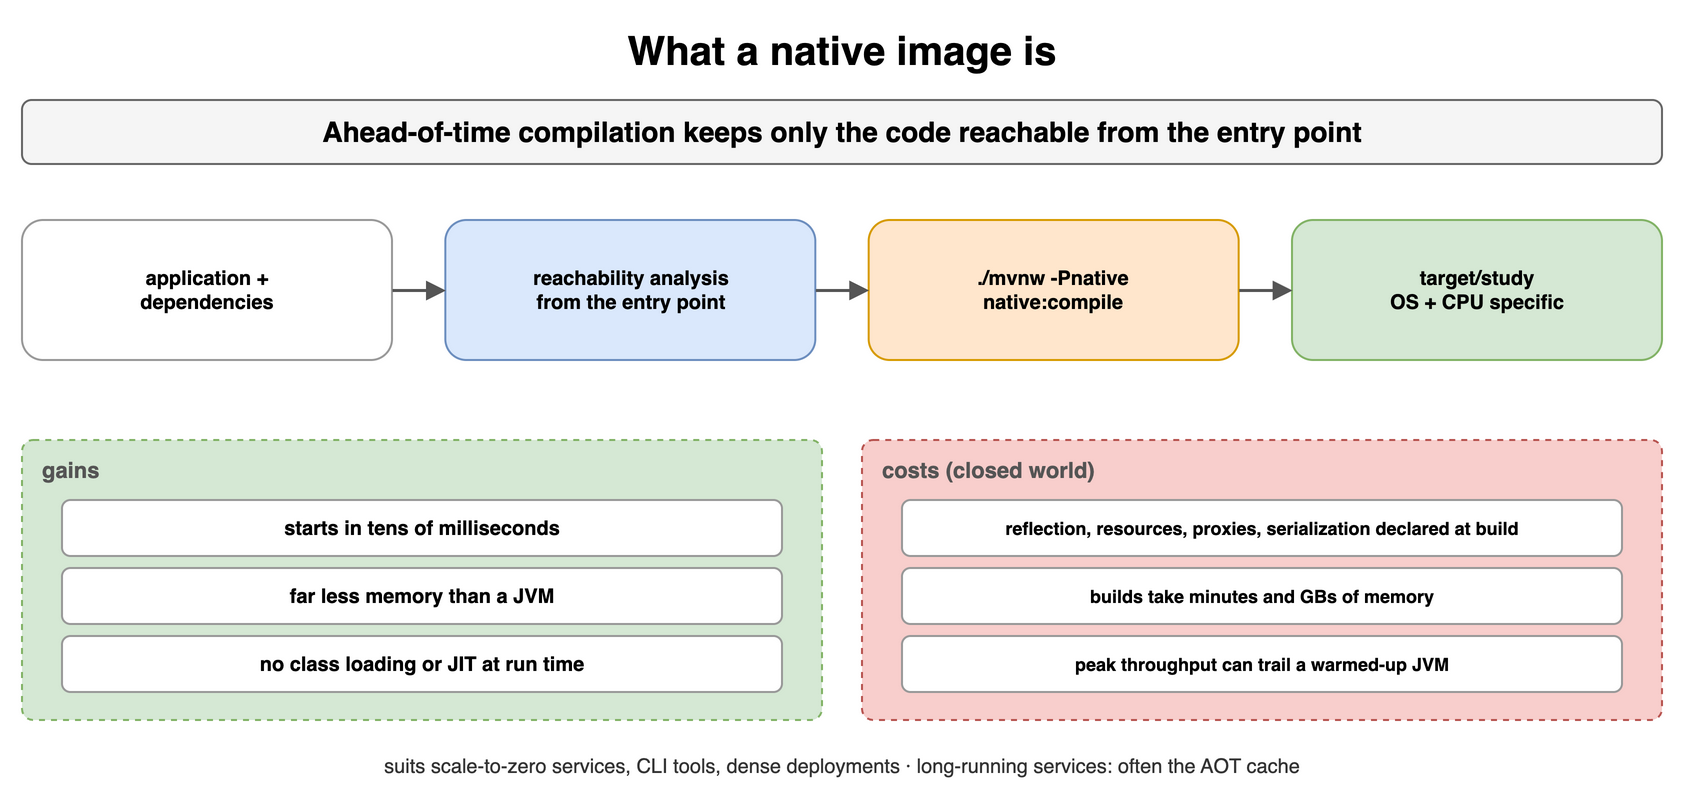 What a native image is
Ahead-of-time compilation keeps only the code reachable from the entry point
application +
dependencies
reachability analysis
from the entry point
./mvnw -Pnative
native:compile
target/study
OS + CPU specific
gains
starts in tens of milliseconds
far less memory than a JVM
no class loading or JIT at run time
costs (closed world)
reflection, resources, proxies, serialization declared at build
builds take minutes and GBs of memory
peak throughput can trail a warmed-up JVM
suits scale-to-zero services, CLI tools, dense deployments · long-running services: often the AOT cache